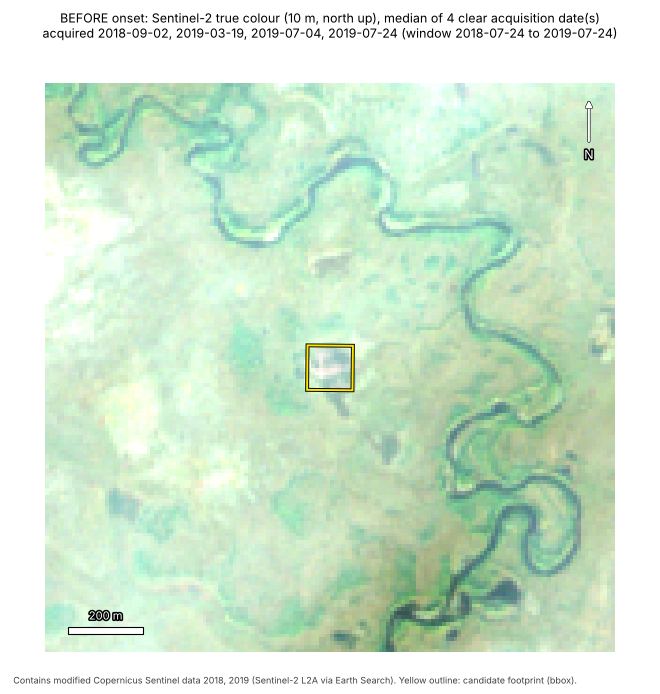 BEFORE onset: Sentinel-2 true colour (10 m, north up), median of 4 clear acquisition date(s)
acquired 2018-09-02, 2019-03-19, 2019-07-04, 2019-07-24 (window 2018-07-24 to 2019-07-24)
N
200 m
Contains modified Copernicus Sentinel data 2018, 2019 (Sentinel-2 L2A via Earth Search). Yellow outline: candidate footprint (bbox).